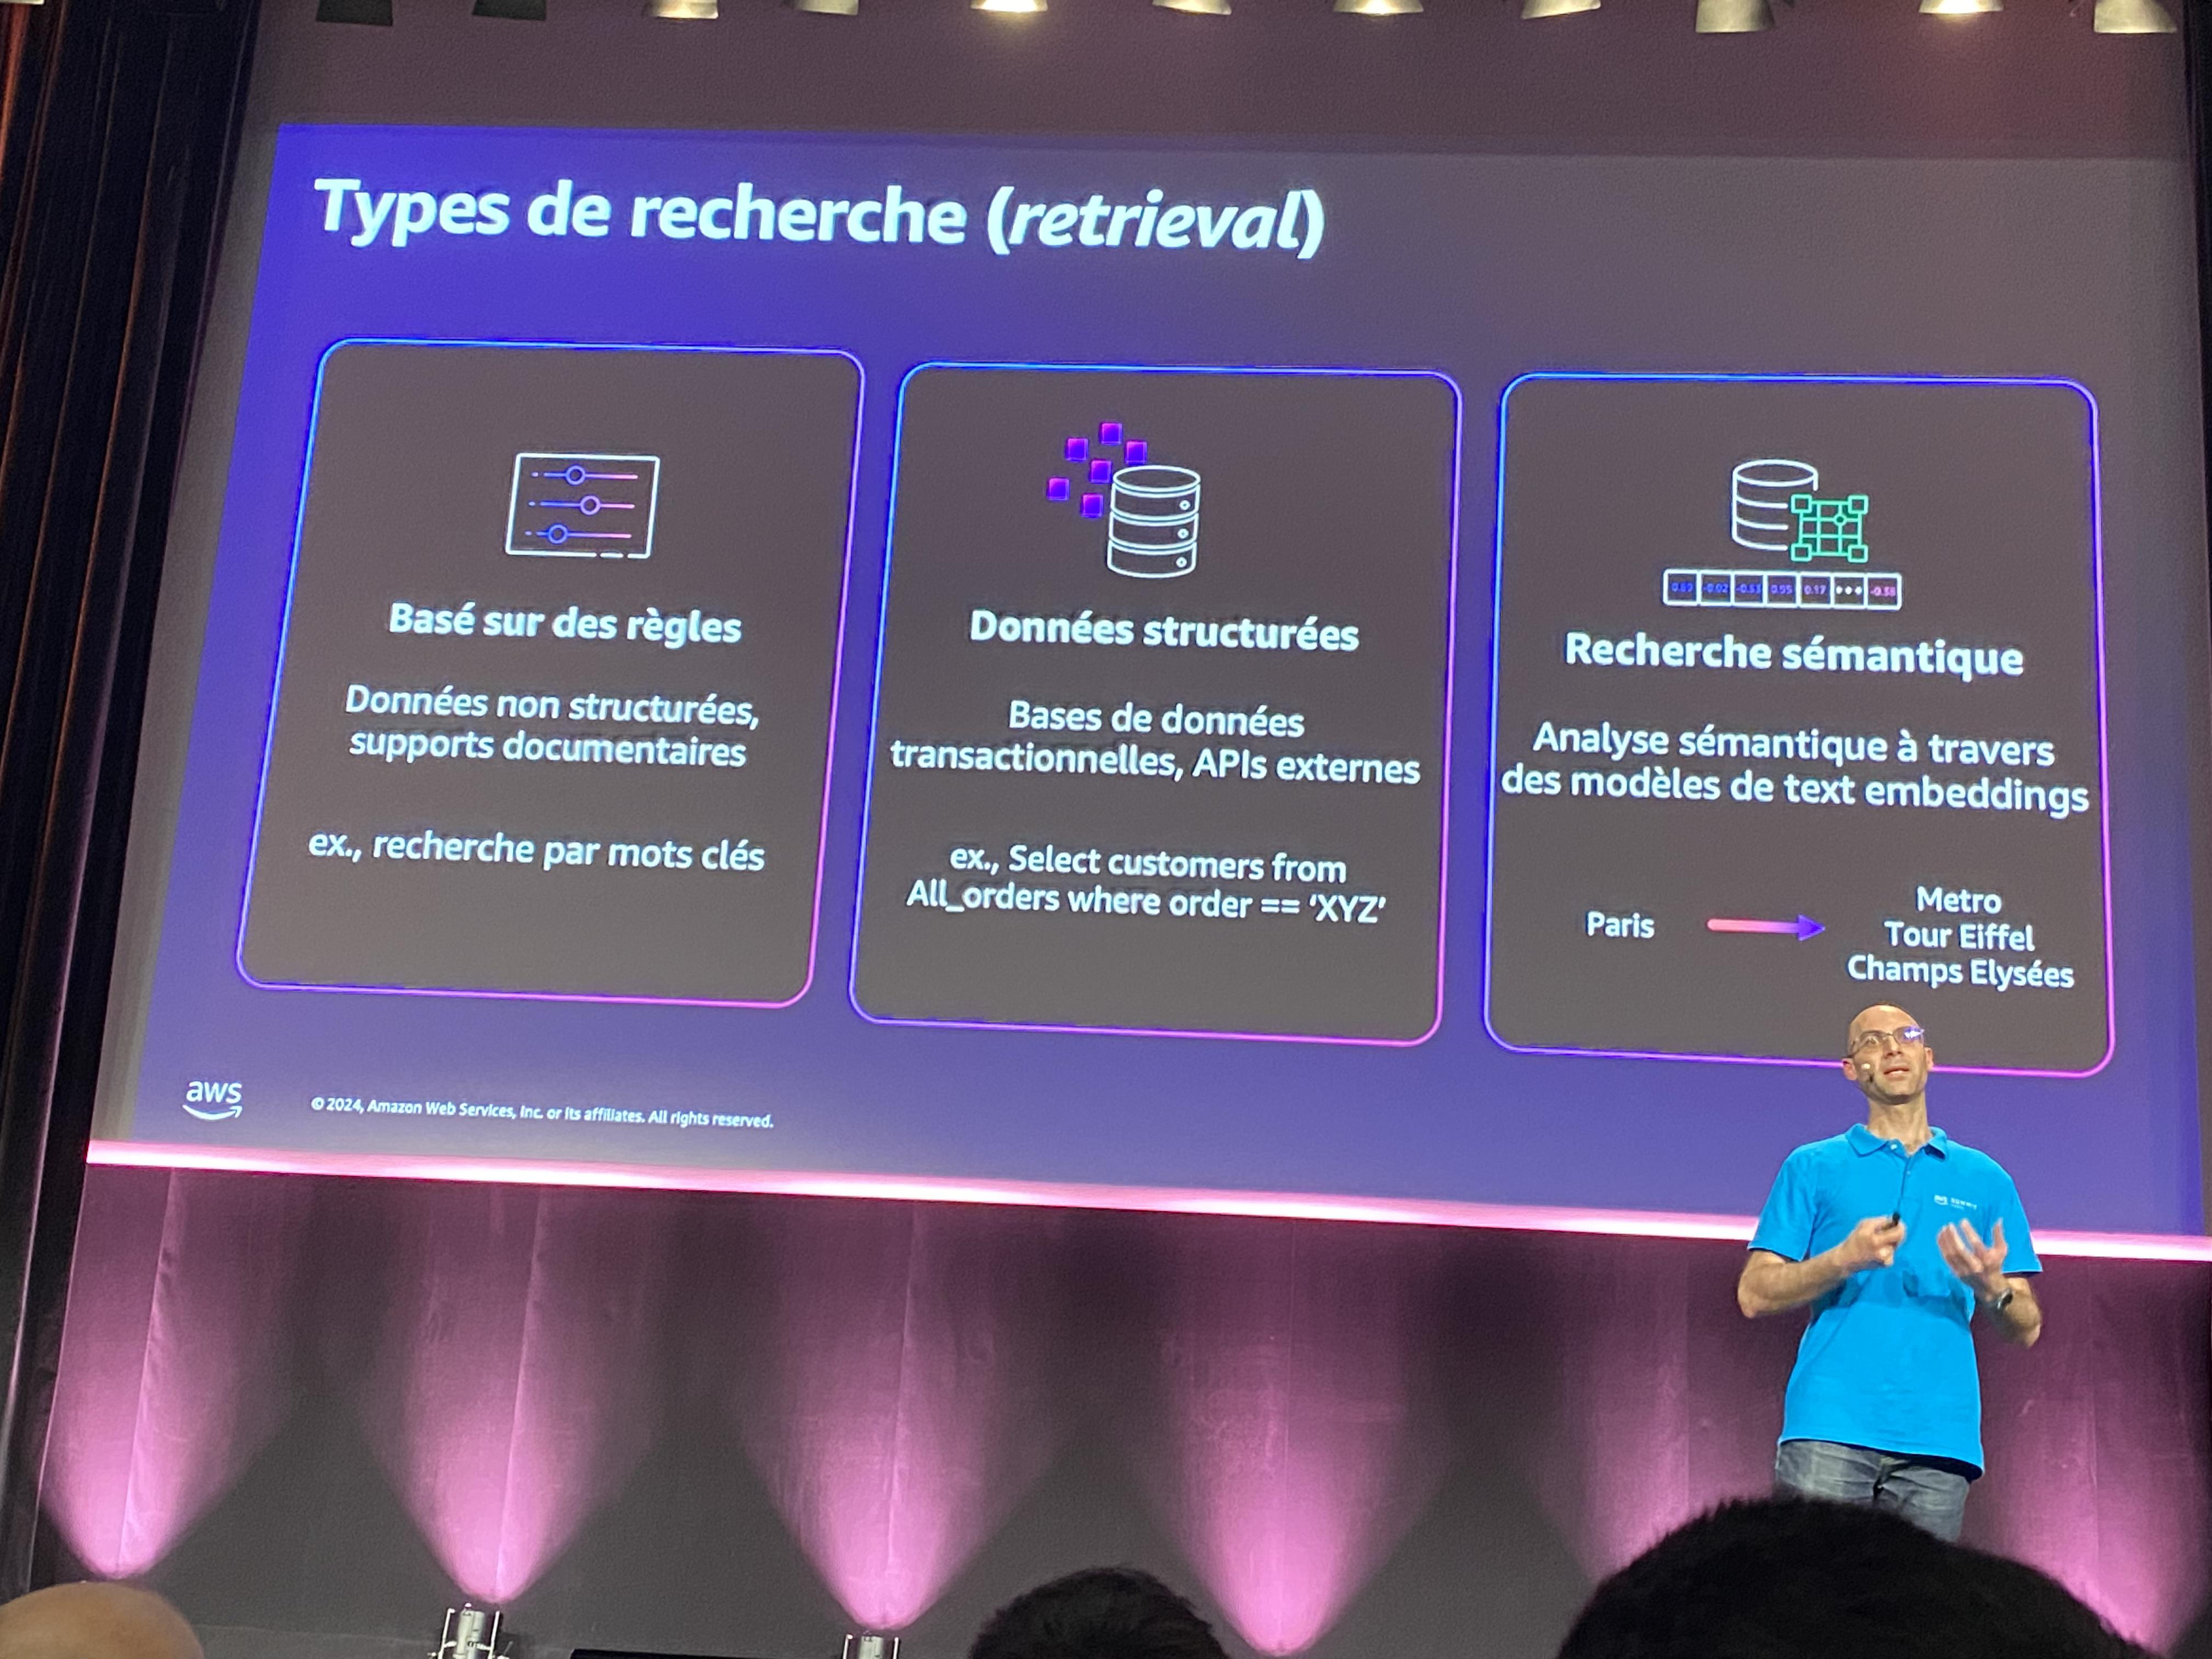 Types de recherche (retrieval)
Basé sur des règles
Données non structurées,
supports documentaires
ex., recherche par mots clés
Données structurées
Bases de données
transactionnelles, APIs externes
ex., Select customers from
All_orders where order == ‘XYZ’
Recherche sémantique
Analyse sémantique à travers
des modèles de text embeddings
Paris
Metro
Tour Eiffel
Champs Elysées
aws
© 2024, Amazon Web Services, Inc. or its affiliates. All rights reserved.